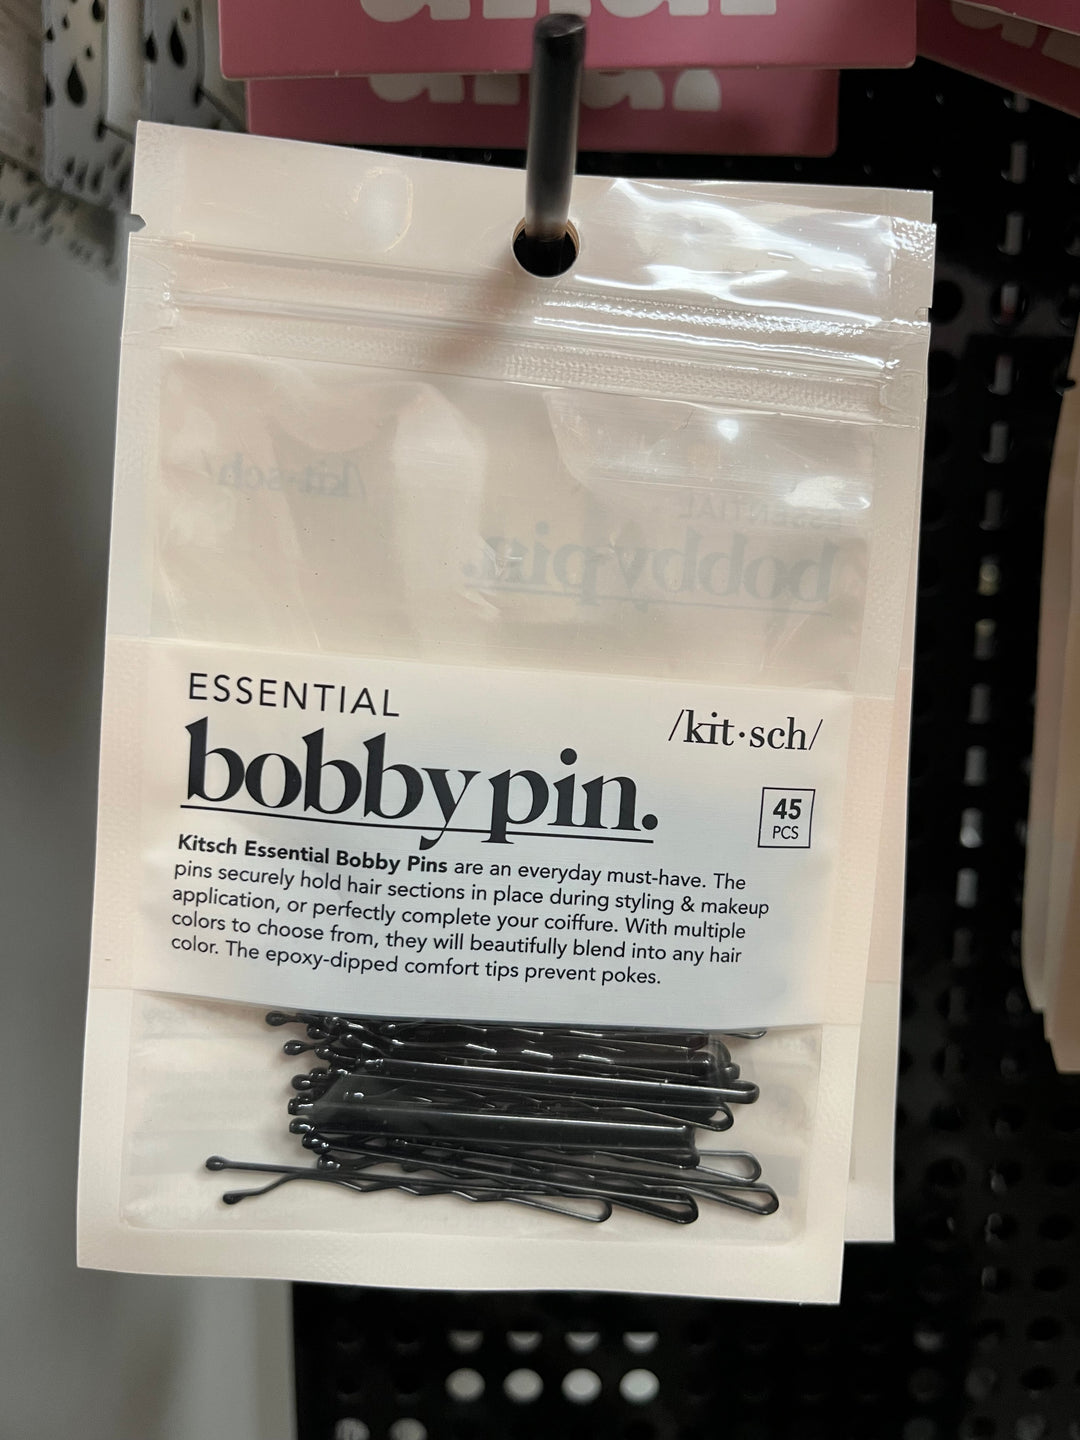 ESSENTIAL
bobby pin.
/kit·sch/
45
PCS
Kitsch Essential Bobby Pins are an everyday must-have. The
pins securely hold hair sections in place during styling & makeup
application, or perfectly complete your coiffure. With multiple
colors to choose from, they will beautifully blend into any hair
color. The epoxy-dipped comfort tips prevent pokes.